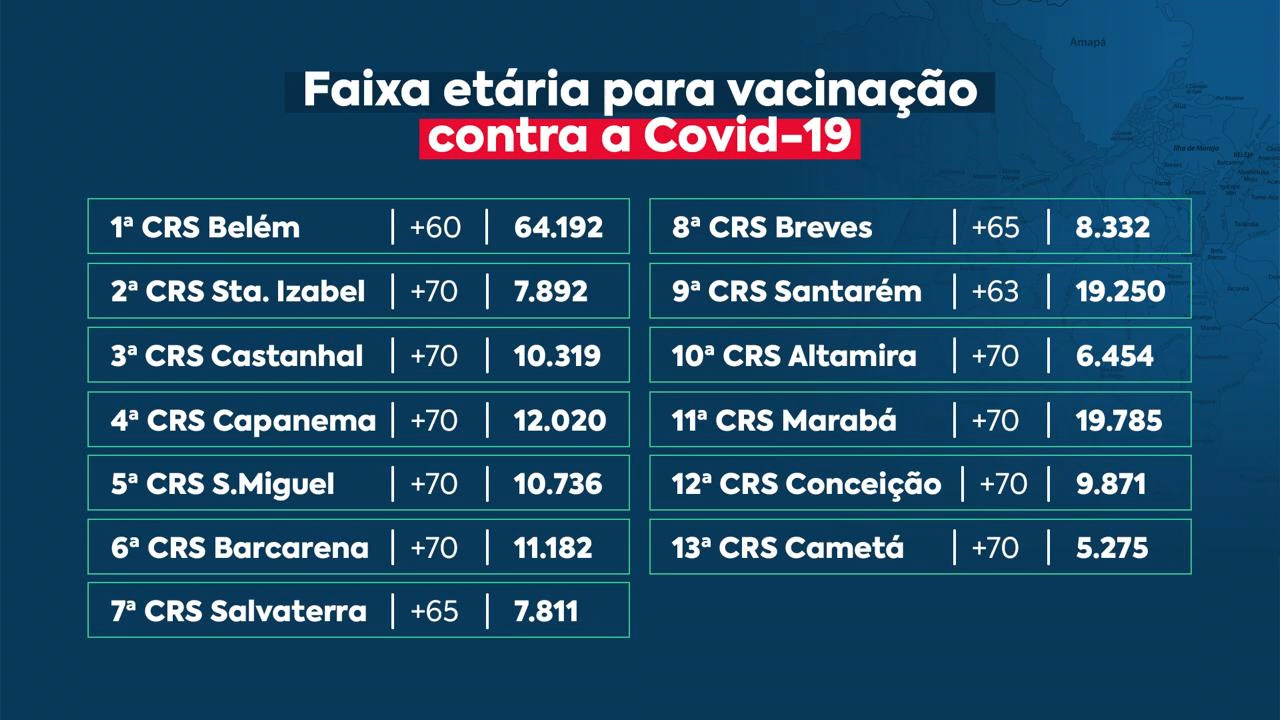 Faixa etária para vacinação
contra a Covid-19
1ª CRS Belém | +60 | 64.192
2ª CRS Sta. Izabel | +70 | 7.892
3ª CRS Castanhal | +70 | 10.319
4ª CRS Capanema | +70 | 12.020
5ª CRS S.Miguel | +70 | 10.736
6ª CRS Barcarena | +70 | 11.182
7ª CRS Salvaterra | +65 | 7.811
8ª CRS Breves | +65 | 8.332
9ª CRS Santarém | +63 | 19.250
10ª CRS Altamira | +70 | 6.454
11ª CRS Marabá | +70 | 19.785
12ª CRS Conceição | +70 | 9.871
13ª CRS Cametá | +70 | 5.275
Amapá
Ilha de Marajó
BELÉM